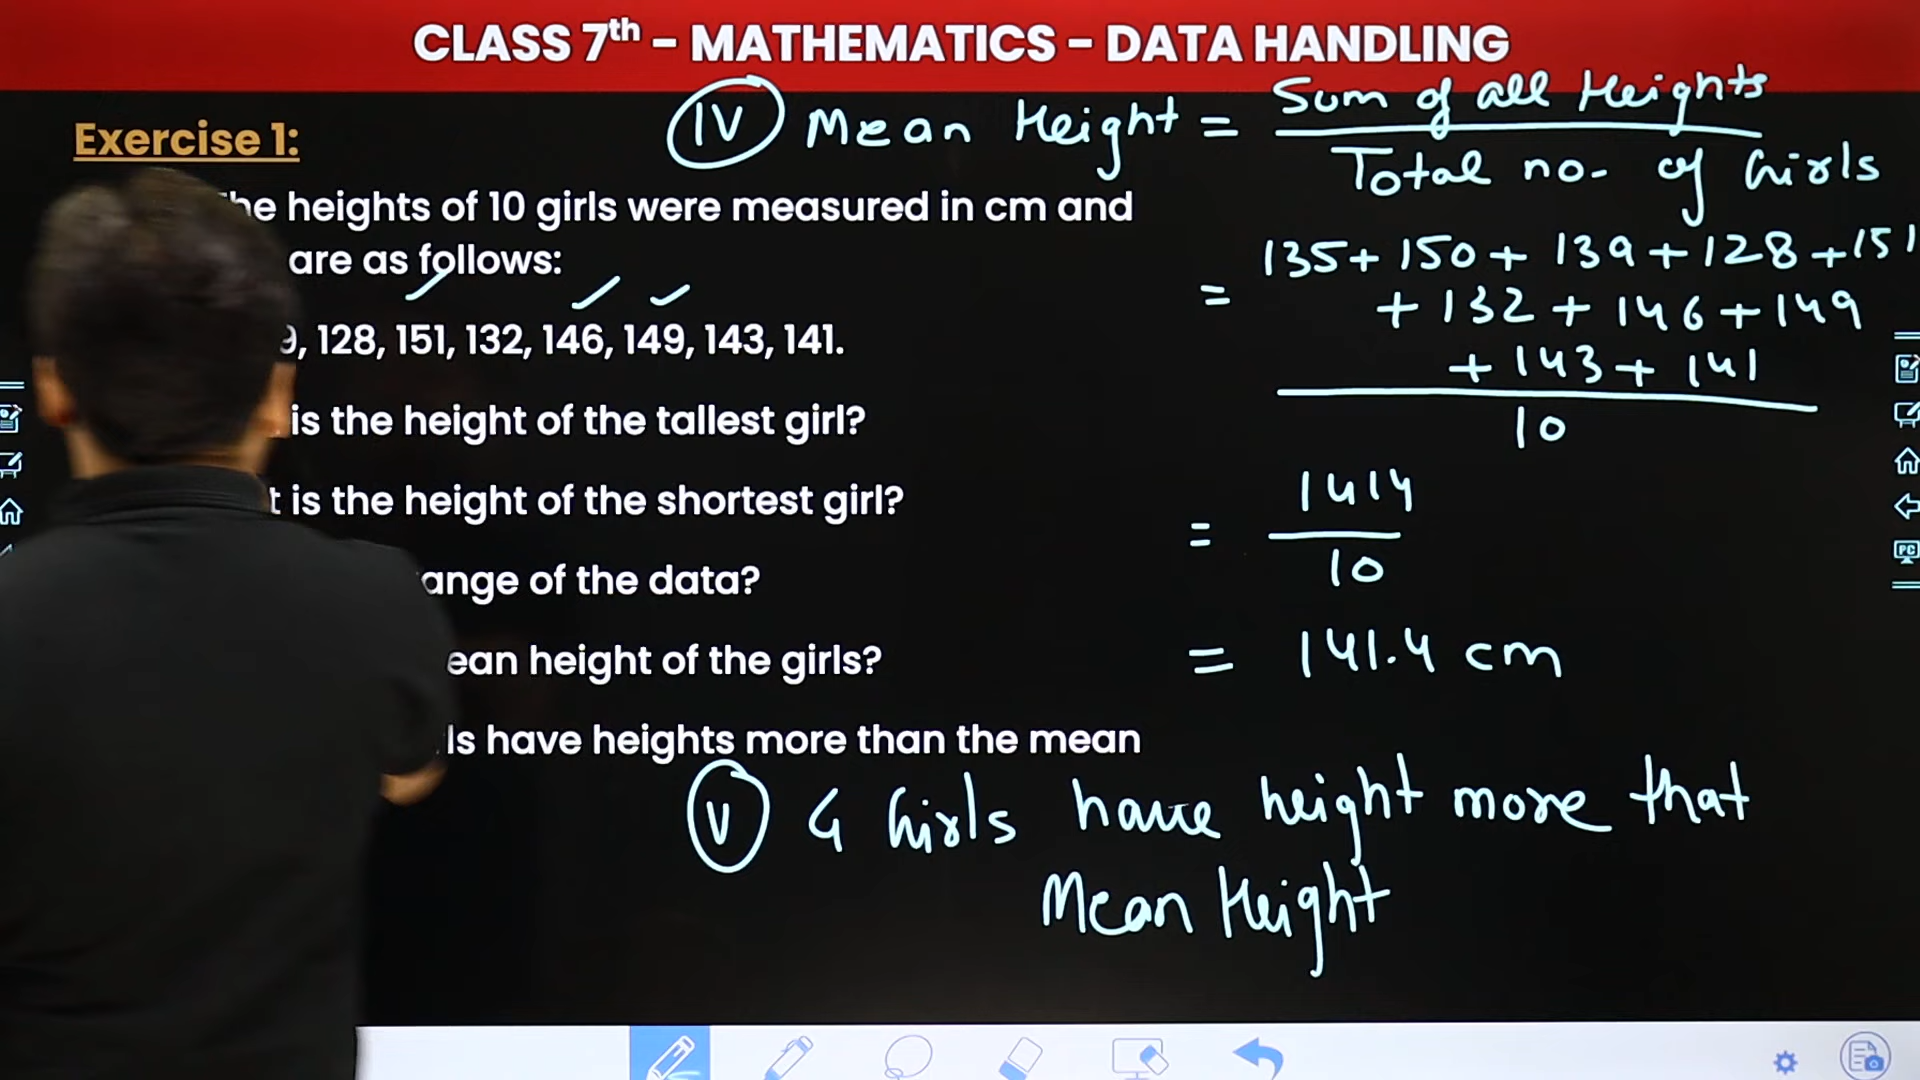 CLASS 7th - MATHEMATICS - DATA HANDLING
Exercise 1:
IV Mean Height = Sum of all Heights
Total no. of Girls
he heights of 10 girls were measured in cm and
are as follows:
= 135 + 150 + 139 + 128 + 151
+ 132 + 146 + 149
+ 143 + 141
10
9, 128, 151, 132, 146, 149, 143, 141.
is the height of the tallest girl?
t is the height of the shortest girl?
ange of the data?
ean height of the girls?
ls have heights more than the mean
= 1414
10
= 141.4 cm
V 4 Girls have height more that
Mean Height
PC